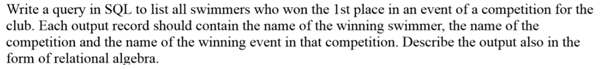 Write a query in SQL to list all swimmers who won the 1st place in an event of a competition for the
club. Each output record should contain the name of the winning swimmer, the name of the
competition and the name of the winning event in that competition. Describe the output also in the
form of relational algebra.